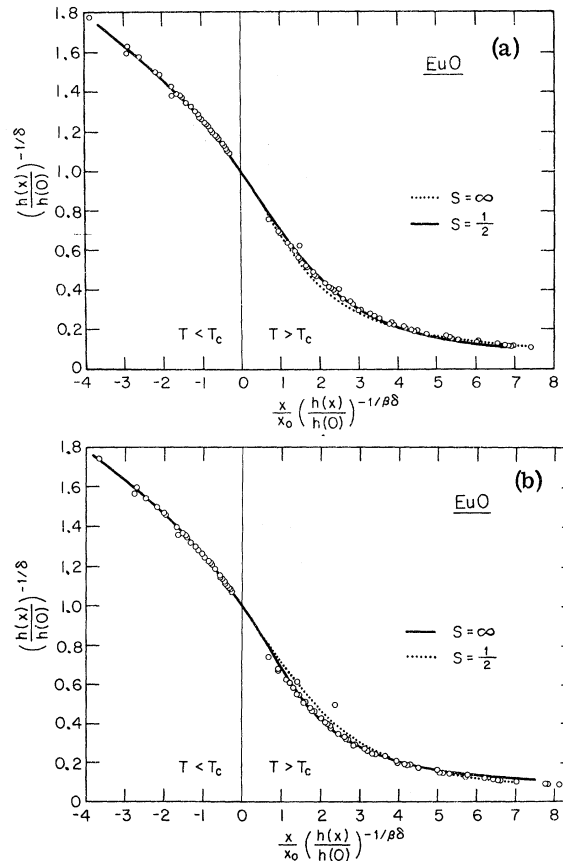 (a)
EuO
1.8
1.6
1.4
1.2
1.0
0.8
0.6
0.4
0.2
0
(h(x)/h(0))^{-1/δ}
S = ∞
S = 1/2
T < Tc
T > Tc
-4 -3 -2 -1 0 1 2 3 4 5 6 7 8
x/x₀ (h(x)/h(0))^{-1/βδ}
(b)
EuO
1.8
1.6
1.4
1.2
1.0
0.8
0.6
0.4
0.2
0
(h(x)/h(0))^{-1/δ}
S = ∞
S = 1/2
T < Tc
T > Tc
-4 -3 -2 -1 0 1 2 3 4 5 6 7 8
x/x₀ (h(x)/h(0))^{-1/βδ}